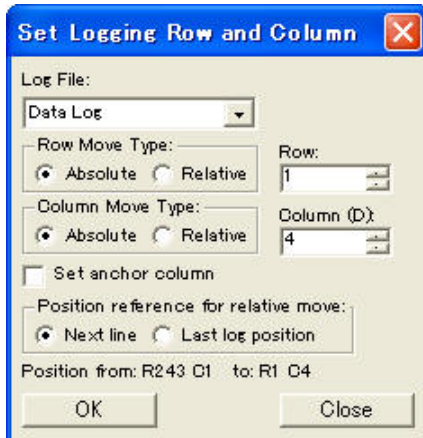 Set Logging Row and Column
Log File:
Data Log
Row Move Type:
Absolute Relative
Row:
1
Column Move Type:
Absolute Relative
Column (D):
4
Set anchor column
Position reference for relative move:
Next line Last log position
Position from: R243 C1 to: R1 C4
OK Close